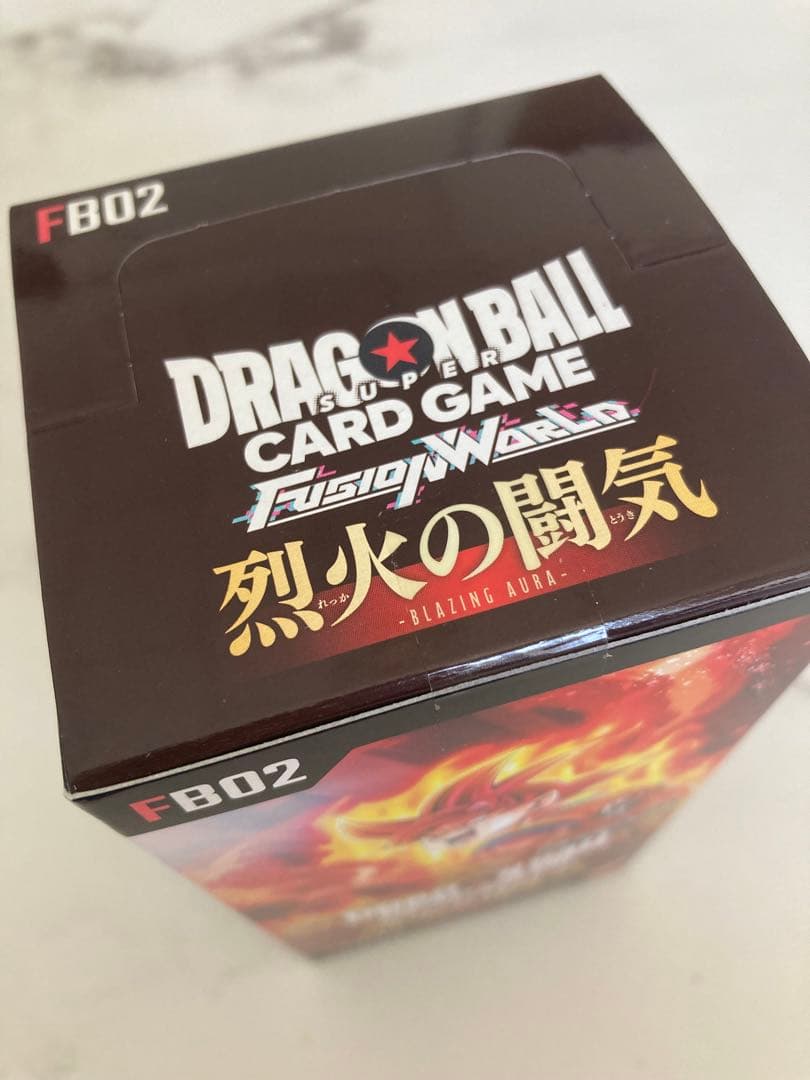 FB02
DRAGON BALL
SUPER
CARD GAME
FUSION WORLD
烈火の闘気
れっか とうき
-BLAZING AURA-
FB02